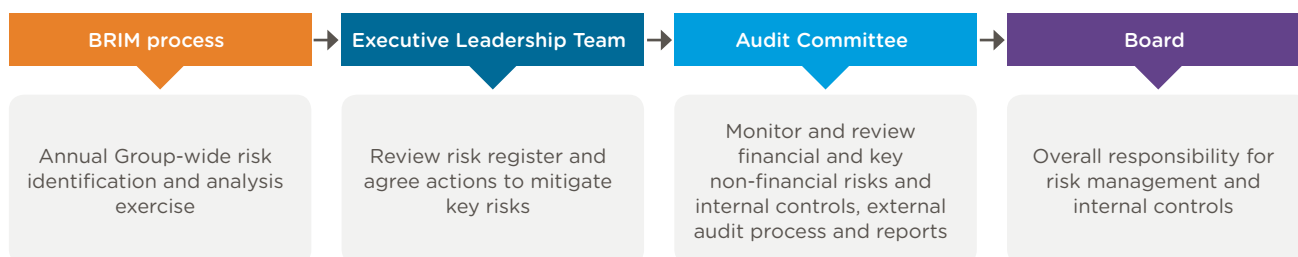 BRIM process
Executive Leadership Team
Audit Committee
Board
Annual Group-wide risk
identification and analysis
exercise
Review risk register and
agree actions to mitigate
key risks
Monitor and review
financial and key
non-financial risks and
internal controls, external
audit process and reports
Overall responsibility for
risk management and
internal controls